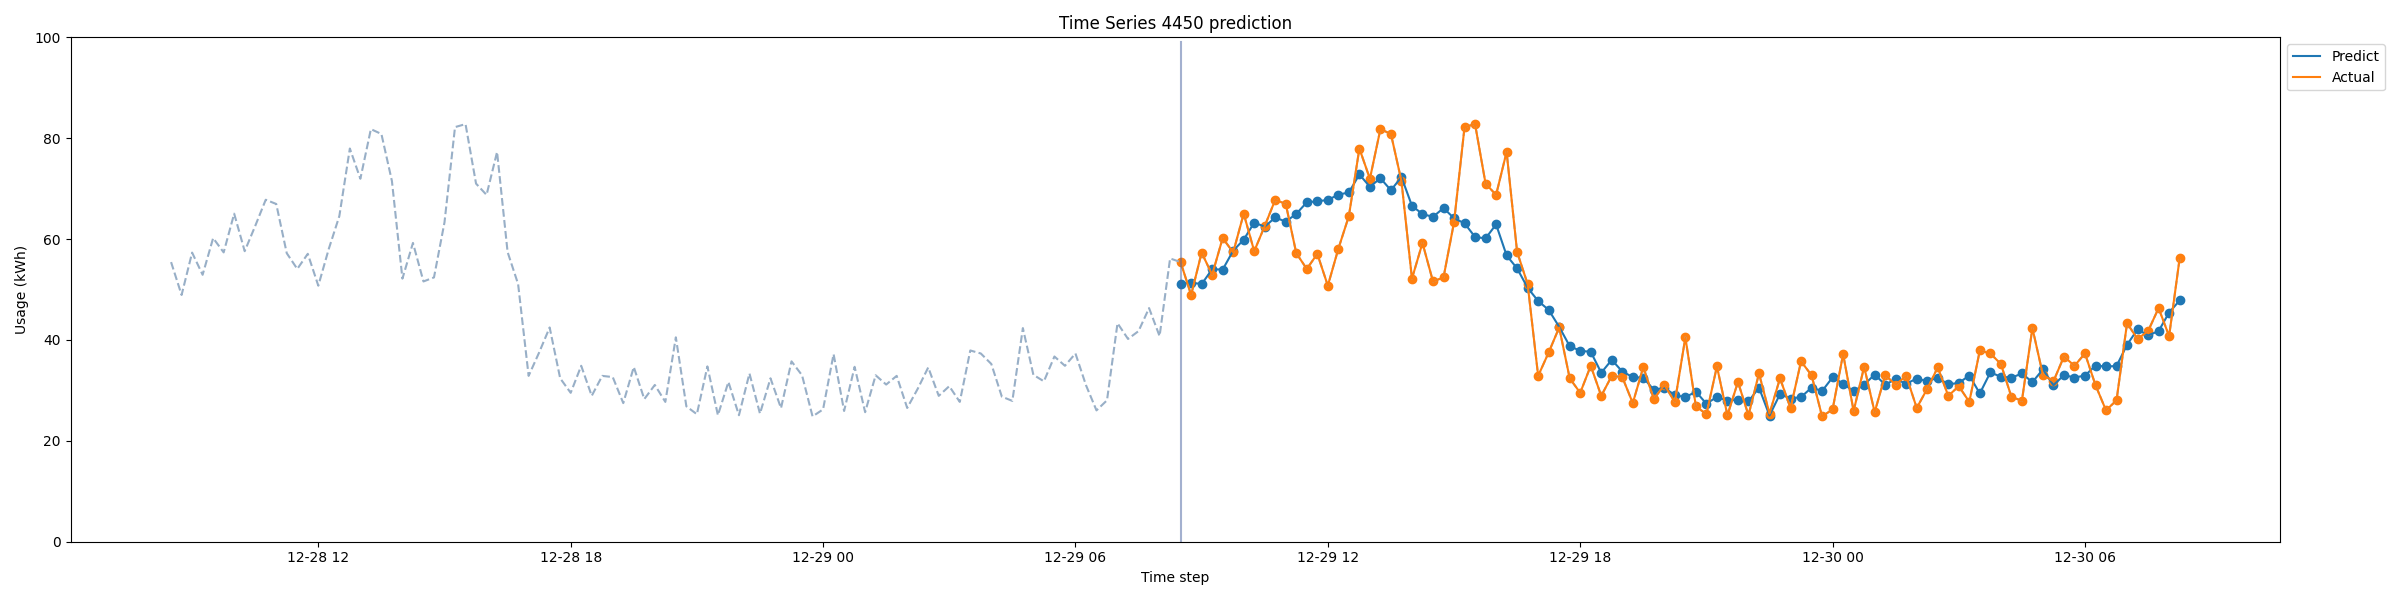 Time Series 4450 prediction
Predict
Actual
100
80
60
40
20
0
Usage (kWh)
12-28 12
12-28 18
12-29 00
12-29 06
12-29 12
12-29 18
12-30 00
12-30 06
Time step